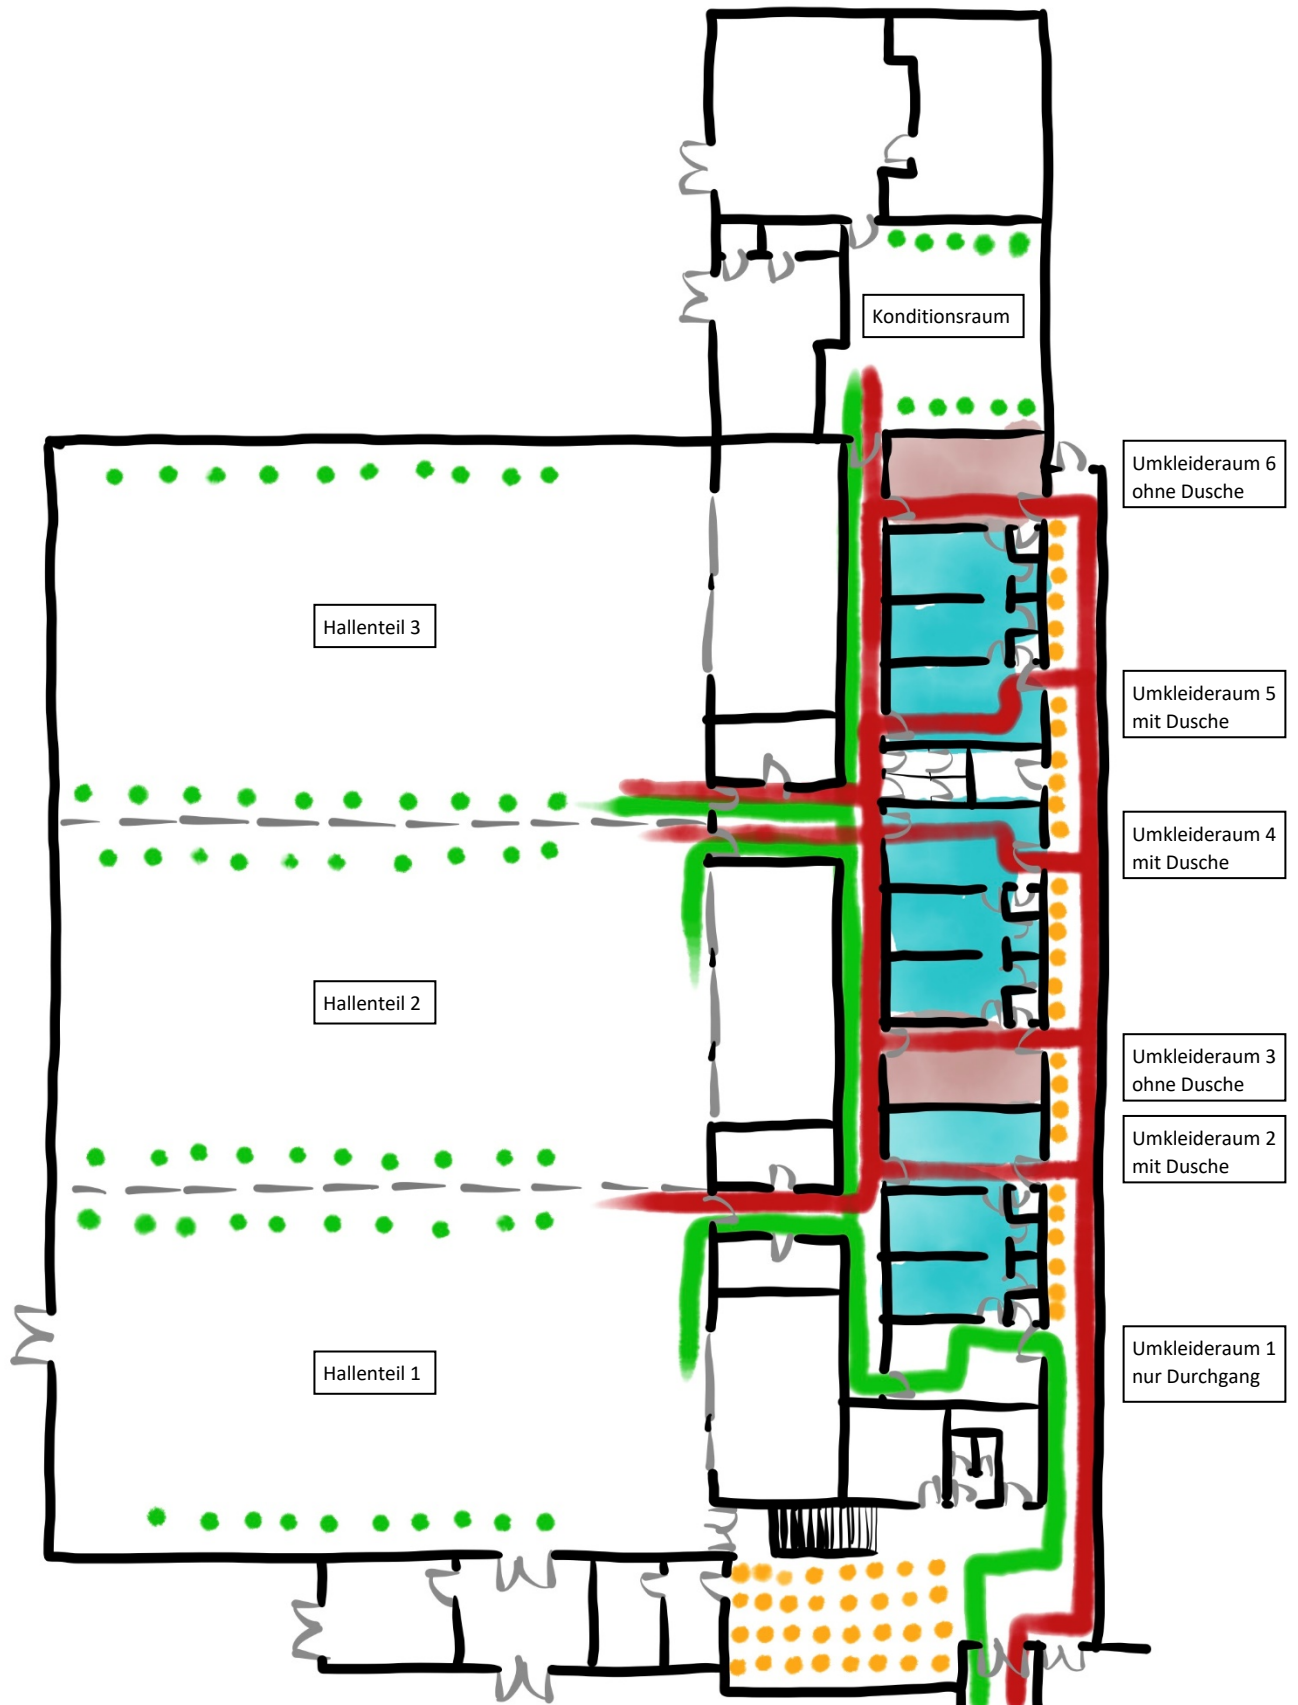 Konditionsraum
Umkleideraum 6
ohne Dusche
Hallenteil 3
Umkleideraum 5
mit Dusche
Umkleideraum 4
mit Dusche
Hallenteil 2
Umkleideraum 3
ohne Dusche
Umkleideraum 2
mit Dusche
Hallenteil 1
Umkleideraum 1
nur Durchgang